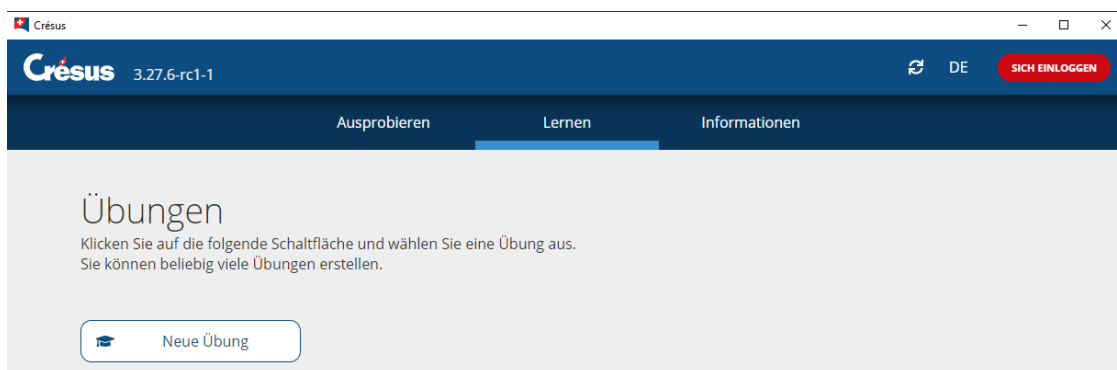 Crésus
Crésus 3.27.6-rc1-1 DE SICH EINLOGGEN
Ausprobieren Lernen Informationen
Übungen
Klicken Sie auf die folgende Schaltfläche und wählen Sie eine Übung aus.
Sie können beliebig viele Übungen erstellen.
Neue Übung